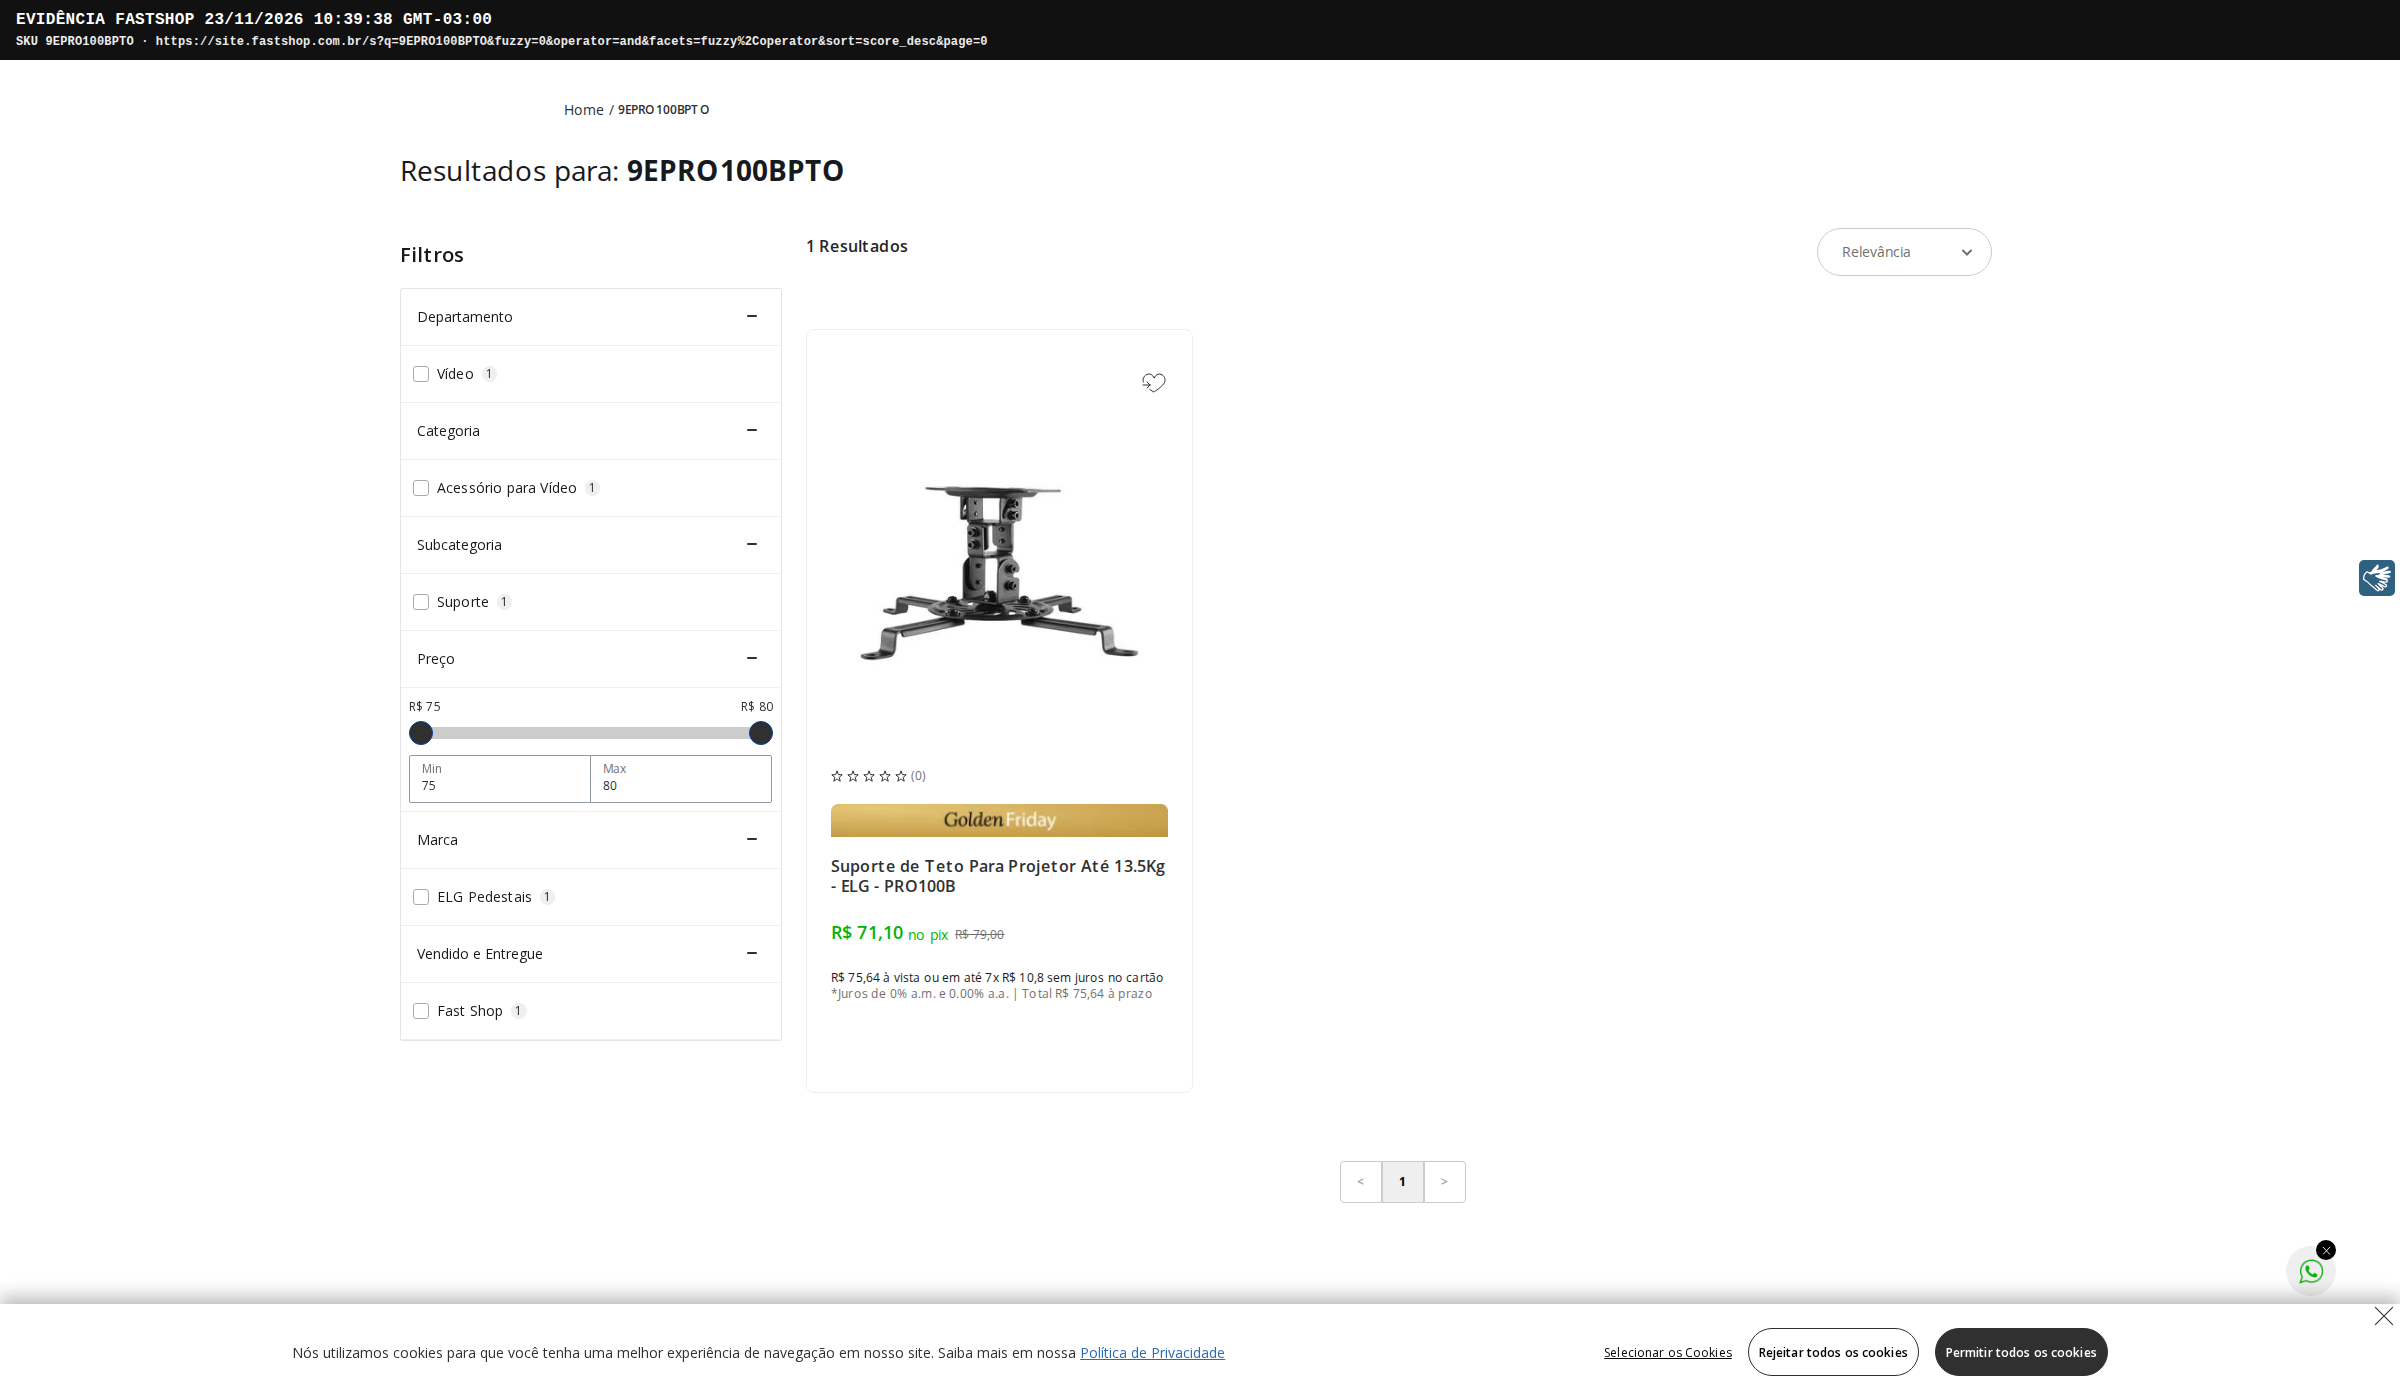 EVIDÊNCIA FASTSHOP 23/11/2026 10:39:38 GMT-03:00
SKU 9EPRO100BPTO · https://site.fastshop.com.br/s?q=9EPRO100BPTO&fuzzy=0&operator=and&facets=fuzzy%2Coperator&sort=score_desc&page=0
Home / 9EPRO100BPTO
Resultados para: 9EPRO100BPTO
Filtros
1 Resultados
Relevância
Departamento
Vídeo 1
Categoria
Acessório para Vídeo 1
Subcategoria
Suporte 1
Preço
R$ 75
R$ 80
Min
75
Max
80
Marca
ELG Pedestais 1
Vendido e Entregue
Fast Shop 1
(0)
Golden Friday
Suporte de Teto Para Projetor Até 13.5Kg
- ELG - PRO100B
R$ 71,10 no pix R$ 79,00
R$ 75,64 à vista ou em até 7x R$ 10,8 sem juros no cartão
*Juros de 0% a.m. e 0.00% a.a. | Total R$ 75,64 à prazo
< 1 >
Nós utilizamos cookies para que você tenha uma melhor experiência de navegação em nosso site. Saiba mais em nossa Política de Privacidade
Selecionar os Cookies
Rejeitar todos os cookies
Permitir todos os cookies